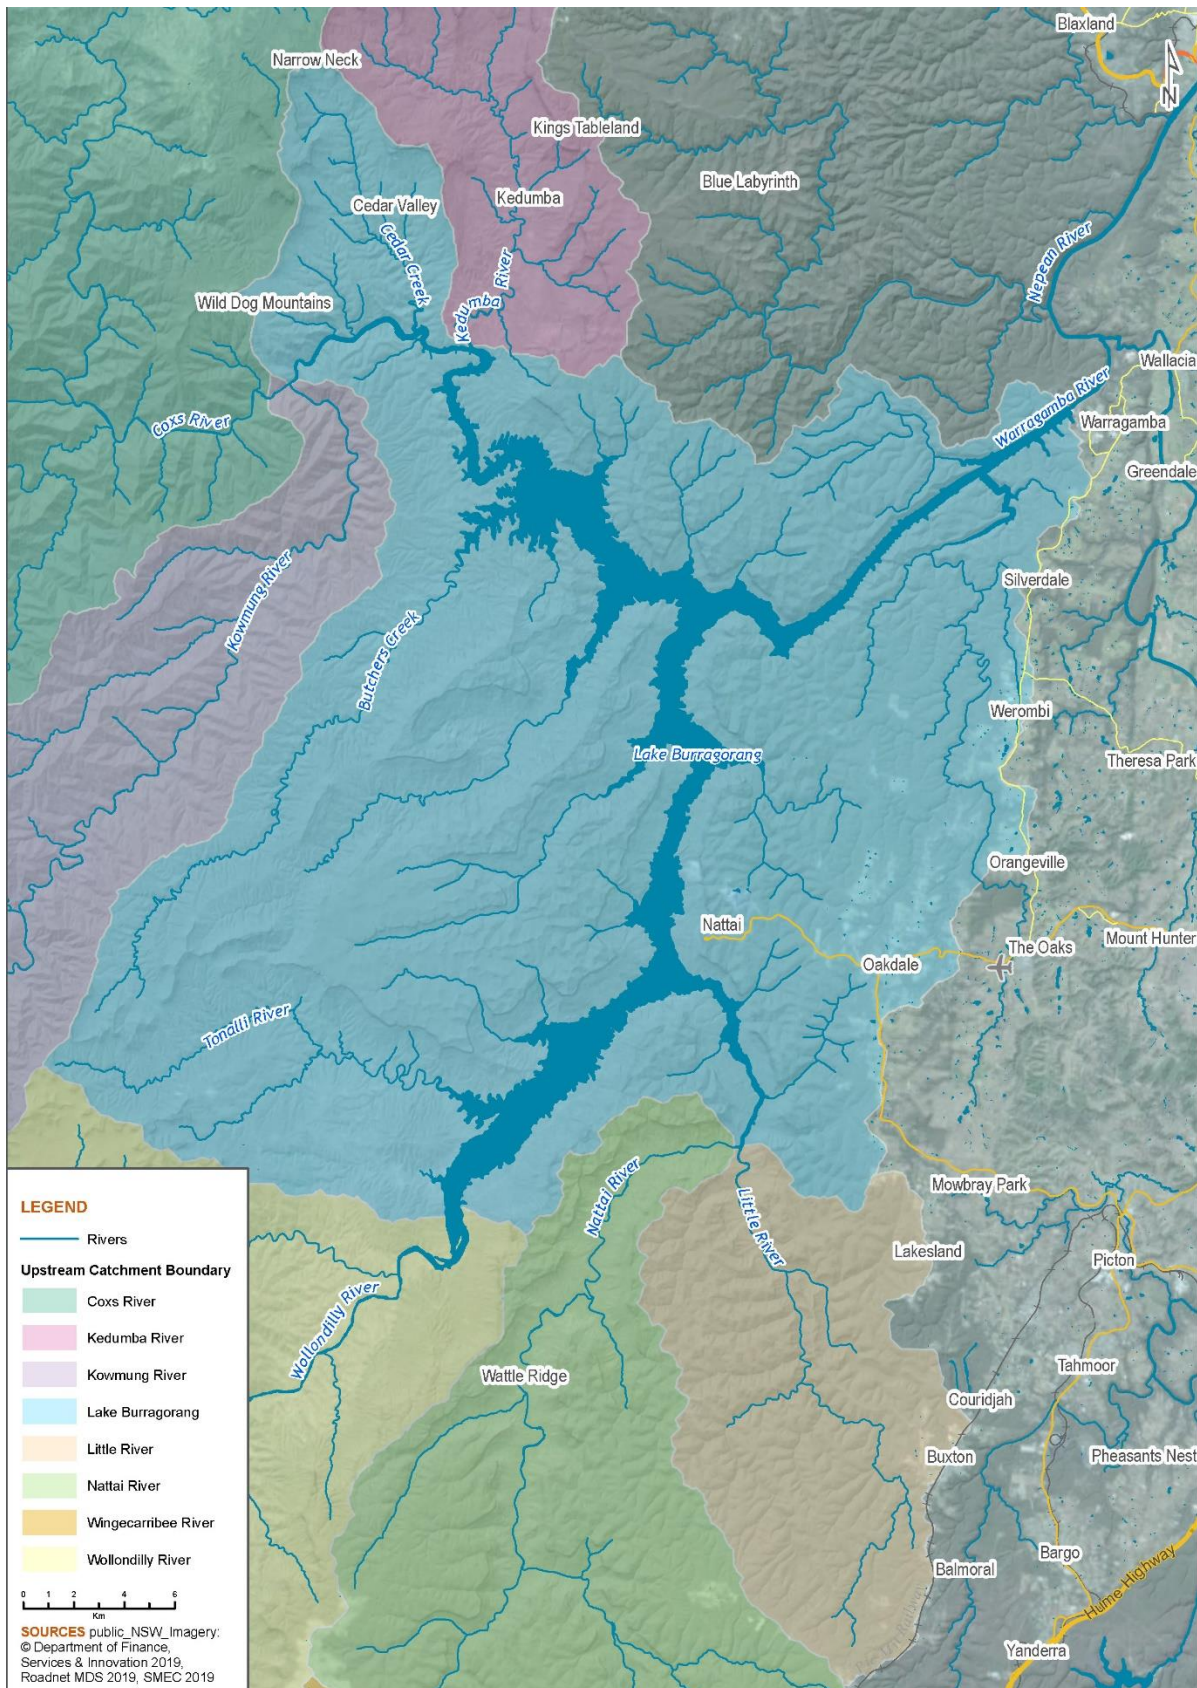 Blaxland
Narrow Neck
N
Kings Tableland
Blue Labyrinth
Kedumba
Cedar Valley
Cedar Creek
Nepean River
Kedumba River
Wild Dog Mountains
Wallacia
Warragamba River
Coxs River
Warragamba
Greendale
Silverdale
Kowmung River
Butchers Creek
Werombi
Lake Burragorang
Theresa Park
Orangeville
Nattai
The Oaks
Mount Hunter
Oakdale
Tonalli River
Mowbray Park
Nattai River
Little River
Lakesland
Picton
Wollondilly River
Wattle Ridge
Tahmoor
Couridjah
Buxton
Pheasants Nest
Bargo
Balmoral
Hume Highway
Yanderra
LEGEND
Rivers
Upstream Catchment Boundary
Coxs River
Kedumba River
Kowmung River
Lake Burragorang
Little River
Nattai River
Wingecarribee River
Wollondilly River
0 1 2 4 6
Km
SOURCES public_NSW_Imagery:
© Department of Finance,
Services & Innovation 2019,
Roadnet MDS 2019, SMEC 2019